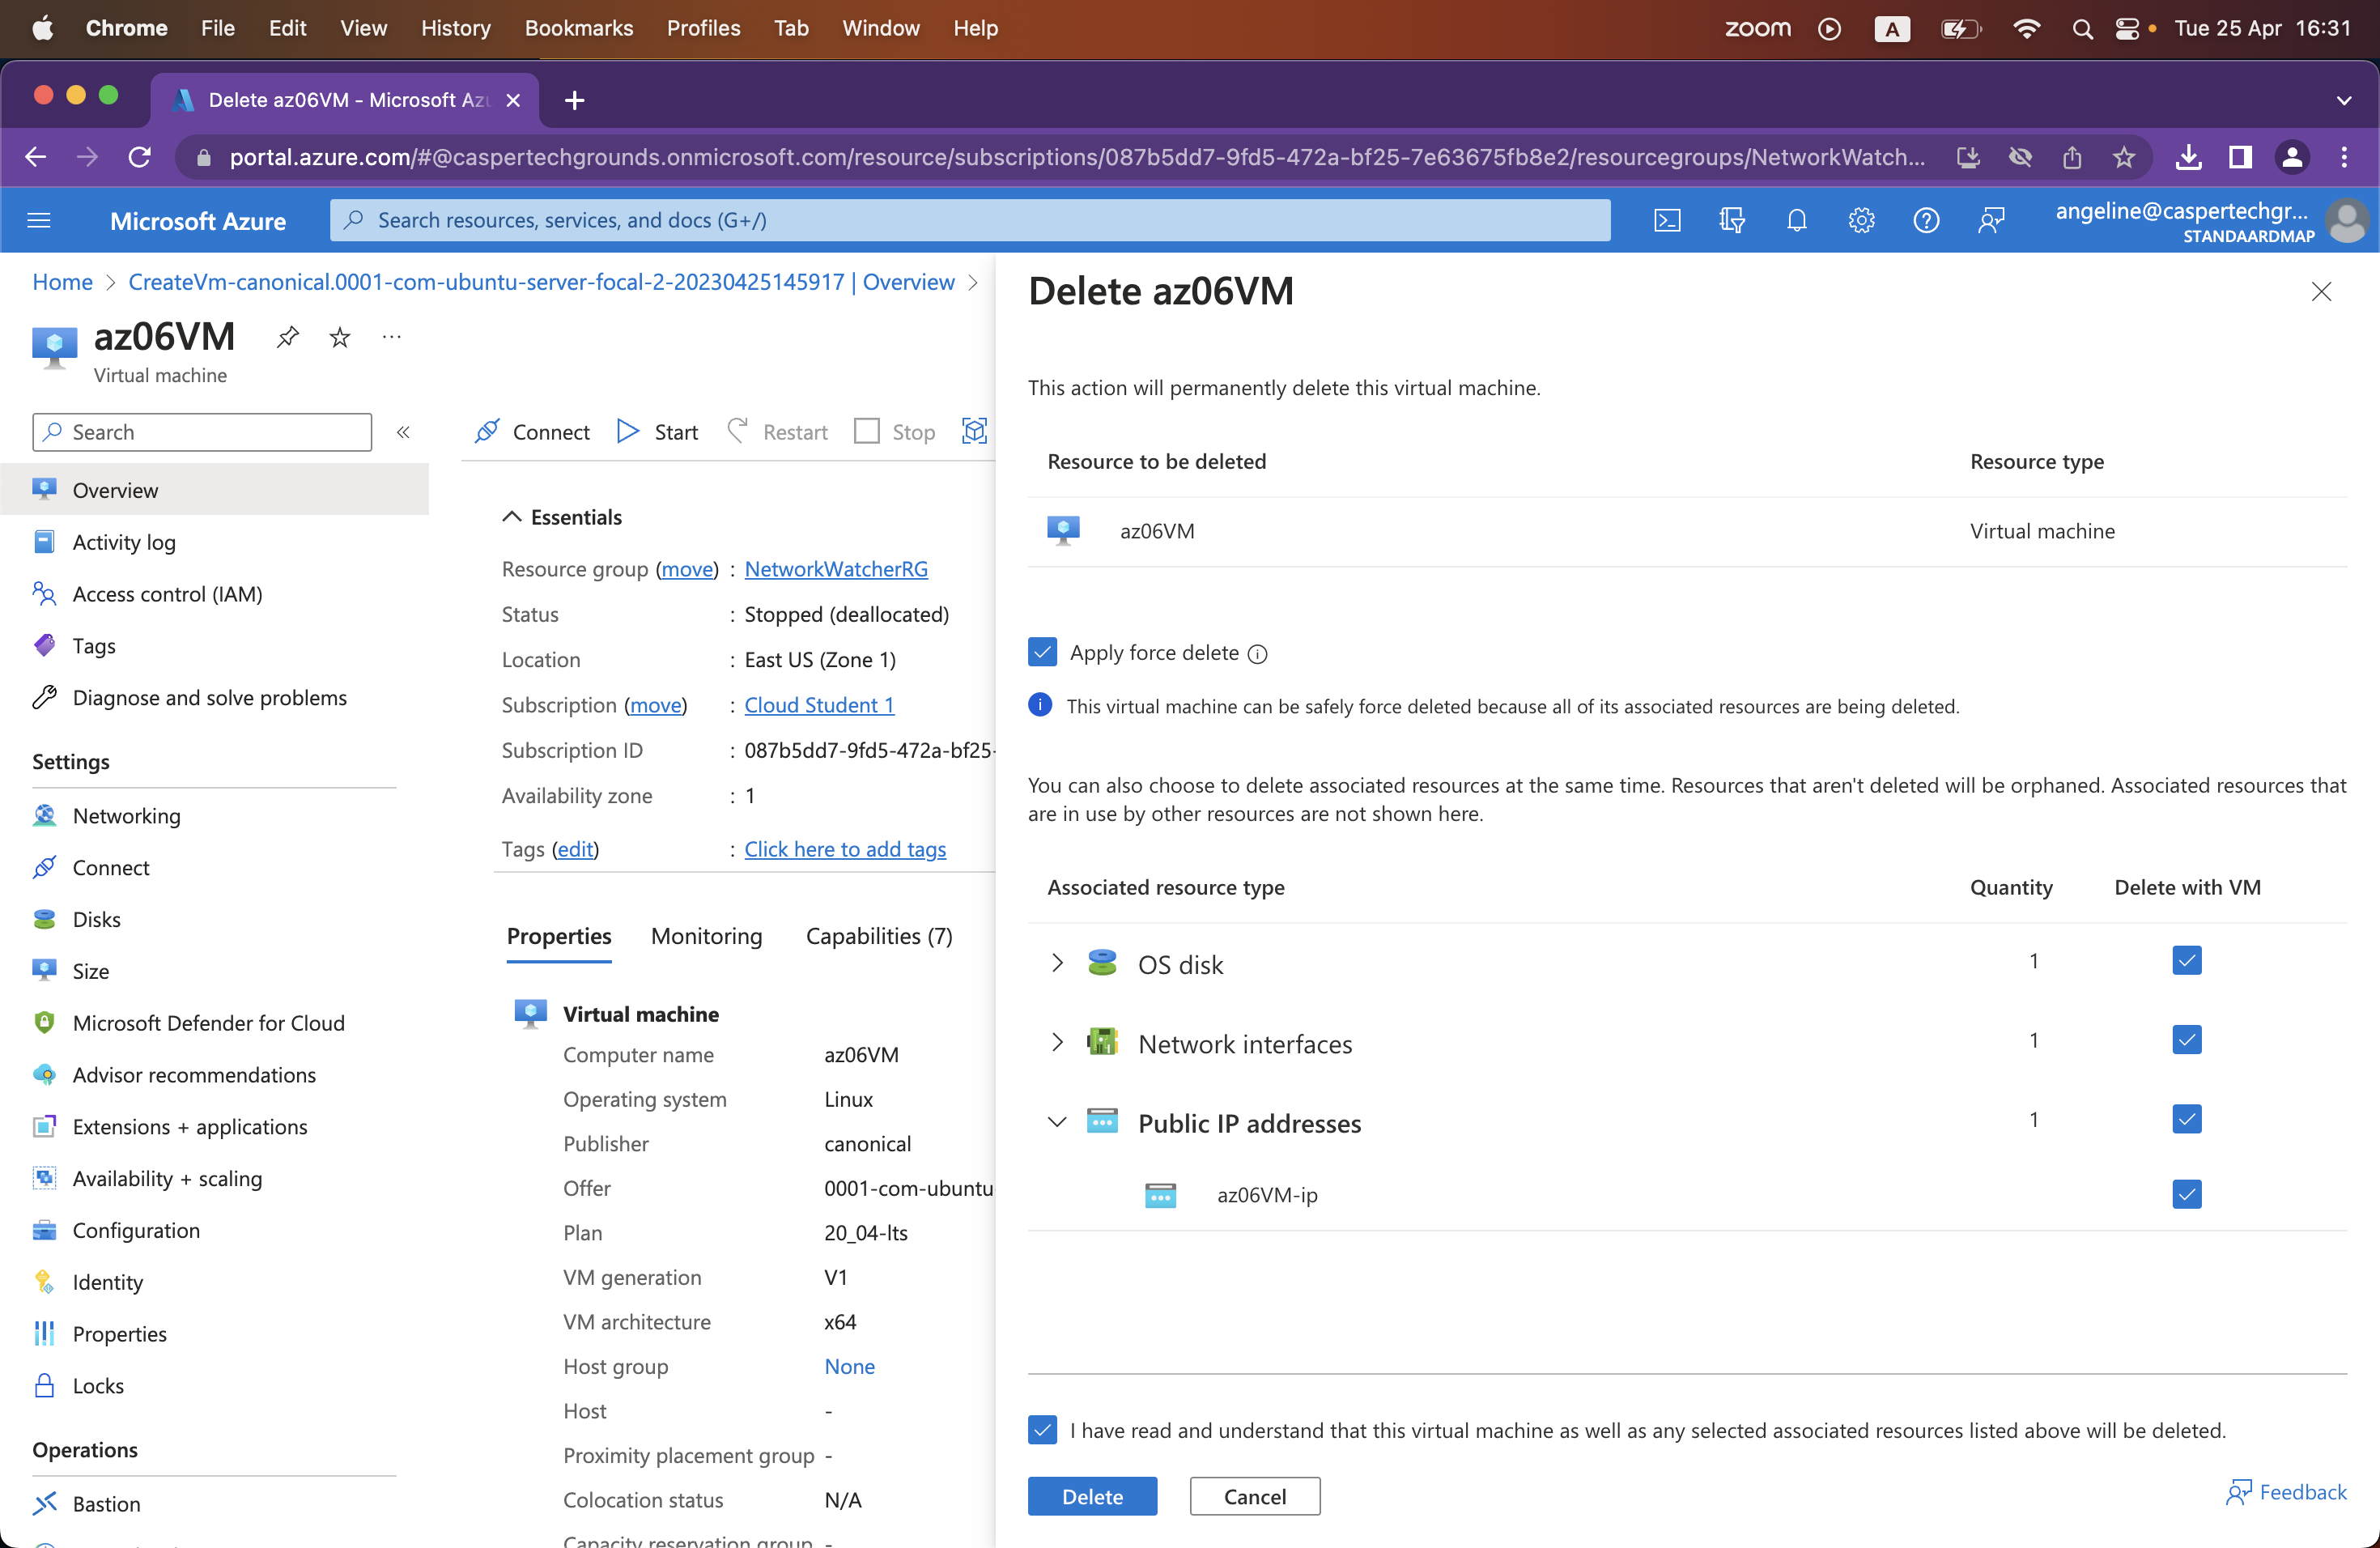 Chrome File Edit View History Bookmarks Profiles Tab Window Help zoom A Tue 25 Apr 16:31
Delete az06VM - Microsoft Az
portal.azure.com/#@caspertechgrounds.onmicrosoft.com/resource/subscriptions/087b5dd7-9fd5-472a-bf25-7e63675fb8e2/resourcegroups/NetworkWatch...
Microsoft Azure
Search resources, services, and docs (G+/)
angeline@caspertechgr...
STANDAARDMAP
Home > CreateVm-canonical.0001-com-ubuntu-server-focal-2-20230425145917 | Overview >
az06VM
Virtual machine
Search
Overview
Activity log
Access control (IAM)
Tags
Diagnose and solve problems
Settings
Networking
Connect
Disks
Size
Microsoft Defender for Cloud
Advisor recommendations
Extensions + applications
Availability + scaling
Configuration
Identity
Properties
Locks
Operations
Bastion
Connect Start Restart Stop
Essentials
Resource group (move) : NetworkWatcherRG
Status : Stopped (deallocated)
Location : East US (Zone 1)
Subscription (move) : Cloud Student 1
Subscription ID : 087b5dd7-9fd5-472a-bf25-
Availability zone : 1
Tags (edit) : Click here to add tags
Properties Monitoring Capabilities (7)
Virtual machine
Computer name az06VM
Operating system Linux
Publisher canonical
Offer 0001-com-ubuntu-
Plan 20_04-lts
VM generation V1
VM architecture x64
Host group None
Host -
Proximity placement group -
Colocation status N/A
Capacity reservation group -
Delete az06VM
This action will permanently delete this virtual machine.
Resource to be deleted Resource type
az06VM Virtual machine
Apply force delete
This virtual machine can be safely force deleted because all of its associated resources are being deleted.
You can also choose to delete associated resources at the same time. Resources that aren't deleted will be orphaned. Associated resources that
are in use by other resources are not shown here.
Associated resource type Quantity Delete with VM
OS disk 1
Network interfaces 1
Public IP addresses 1
az06VM-ip
I have read and understand that this virtual machine as well as any selected associated resources listed above will be deleted.
Delete Cancel
Feedback